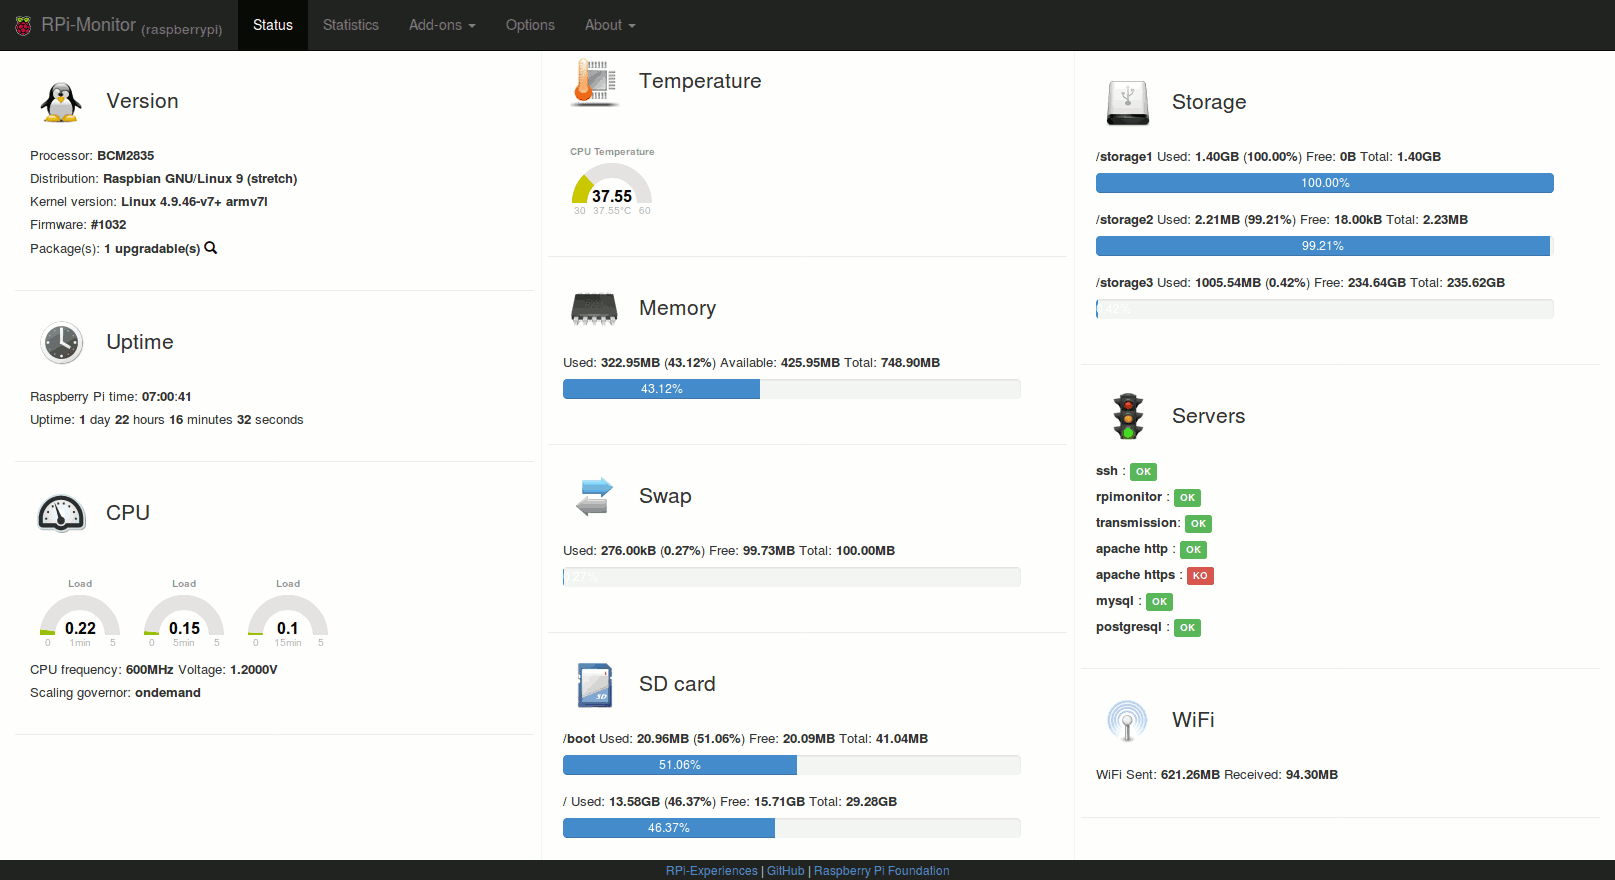 RPi-Monitor (raspberrypi) Status Statistics Add-ons Options About
Version
Processor: BCM2835
Distribution: Raspbian GNU/Linux 9 (stretch)
Kernel version: Linux 4.9.46-v7+ armv7l
Firmware: #1032
Package(s): 1 upgradable(s)
Uptime
Raspberry Pi time: 07:00:41
Uptime: 1 day 22 hours 16 minutes 32 seconds
CPU
Load Load Load
0.22 0.15 0.1
0 1min 5 0 5min 5 0 15min 5
CPU frequency: 600MHz Voltage: 1.2000V
Scaling governor: ondemand
Temperature
CPU Temperature
37.55
30 37.55°C 60
Memory
Used: 322.95MB (43.12%) Available: 425.95MB Total: 748.90MB
43.12%
Swap
Used: 276.00kB (0.27%) Free: 99.73MB Total: 100.00MB
0.27%
SD card
SD
/boot Used: 20.96MB (51.06%) Free: 20.09MB Total: 41.04MB
51.06%
/ Used: 13.58GB (46.37%) Free: 15.71GB Total: 29.28GB
46.37%
Storage
/storage1 Used: 1.40GB (100.00%) Free: 0B Total: 1.40GB
100.00%
/storage2 Used: 2.21MB (99.21%) Free: 18.00kB Total: 2.23MB
99.21%
/storage3 Used: 1005.54MB (0.42%) Free: 234.64GB Total: 235.62GB
0.42%
Servers
ssh : OK
rpimonitor : OK
transmission: OK
apache http : OK
apache https : KO
mysql : OK
postgresql : OK
WiFi
WiFi Sent: 621.26MB Received: 94.30MB
RPi-Experiences | GitHub | Raspberry Pi Foundation